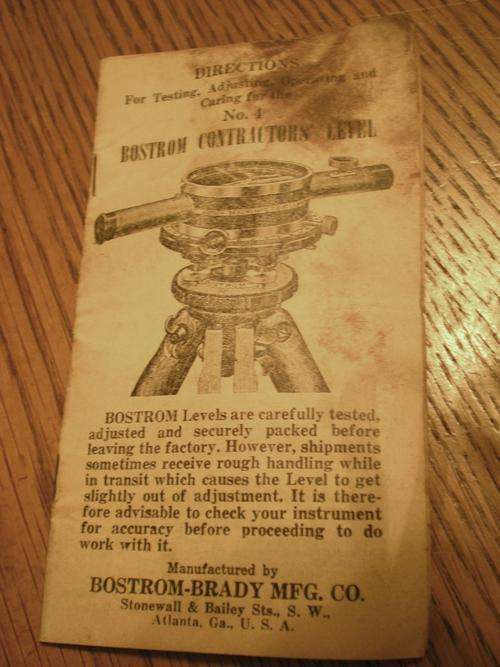 DIRECTIONS
For Testing, Adjusting, Operating and
Caring for the
No. 4
BOSTROM CONTRACTORS' LEVEL
BOSTROM Levels are carefully tested,
adjusted and securely packed before
leaving the factory. However, shipments
sometimes receive rough handling while
in transit which causes the Level to get
slightly out of adjustment. It is there-
fore advisable to check your instrument
for accuracy before proceeding to do
work with it.
Manufactured by
BOSTROM-BRADY MFG. CO.
Stonewall & Bailey Sts., S. W.,
Atlanta, Ga., U. S. A.